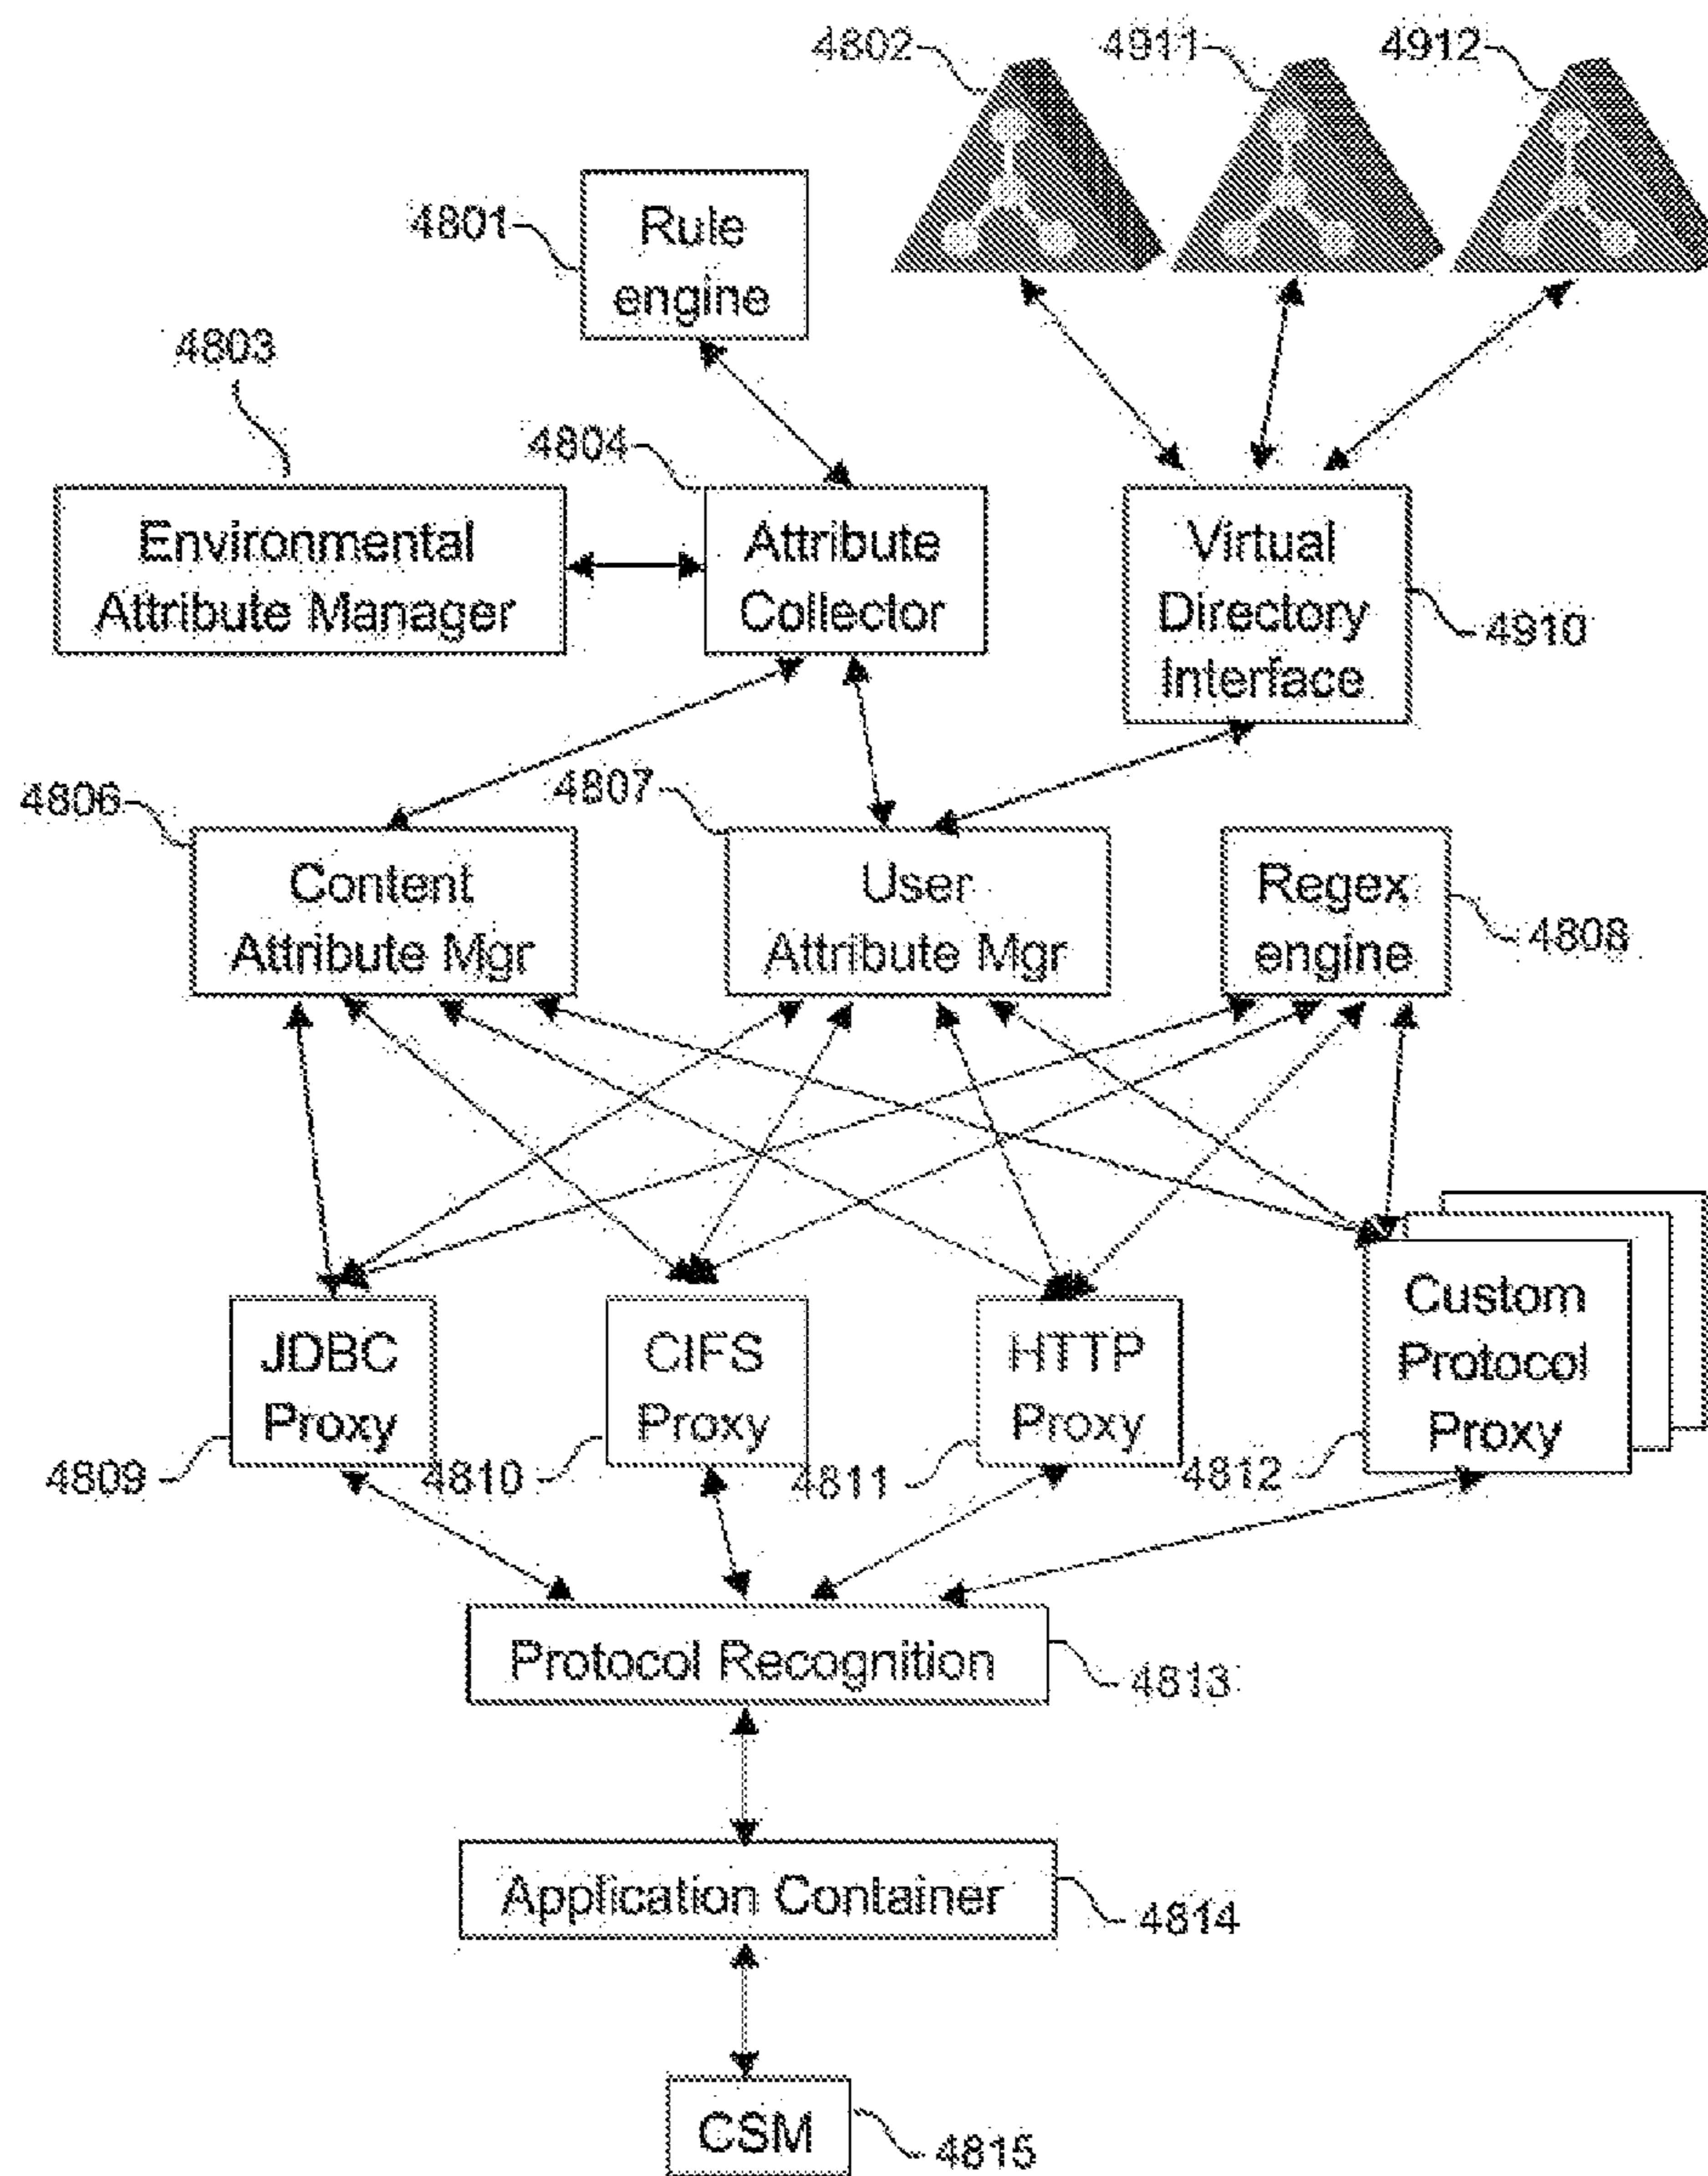 4802
4911
4912
4801
Rule
engine
4803
4804
Environmental
Attribute Manager
Attribute
Collector
Virtual
Directory
Interface
4910
4806
4807
Content
Attribute Mgr
User
Attribute Mgr
Regex
engine
4808
JDBC
Proxy
CIFS
Proxy
HTTP
Proxy
Custom
Protocol
Proxy
4809
4810
4811
4812
Protocol Recognition
4813
Application Container
4814
CSM
4815